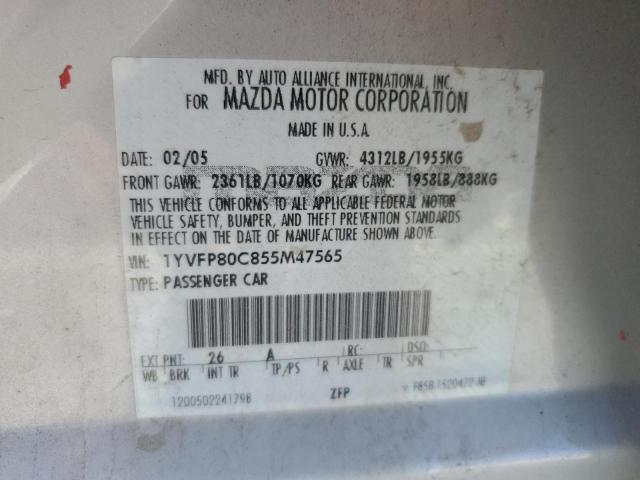 MFD. BY AUTO ALLIANCE INTERNATIONAL, INC.
FOR MAZDA MOTOR CORPORATION
MADE IN U.S.A
DATE: 02/05 GVWR: 4312LB/1955KG
FRONT GAWR: 2361LB/1070KG REAR GAWR: 1958LB/888KG
THIS VEHICLE CONFORMS TO ALL APPLICABLE FEDERAL MOTOR
VEHICLE SAFETY, BUMPER, AND THEFT PREVENTION STANDARDS
IN EFFECT ON THE DATE OF MANUFACTURE SHOWN ABOVE.
VIN: 1YVFP80C855M47565
TYPE: PASSENGER CAR
EXT PNT: 26 A RC: DSO:
WB BRK INT TR TP/PS R AXLE TR SPR
120050224179B ZFP